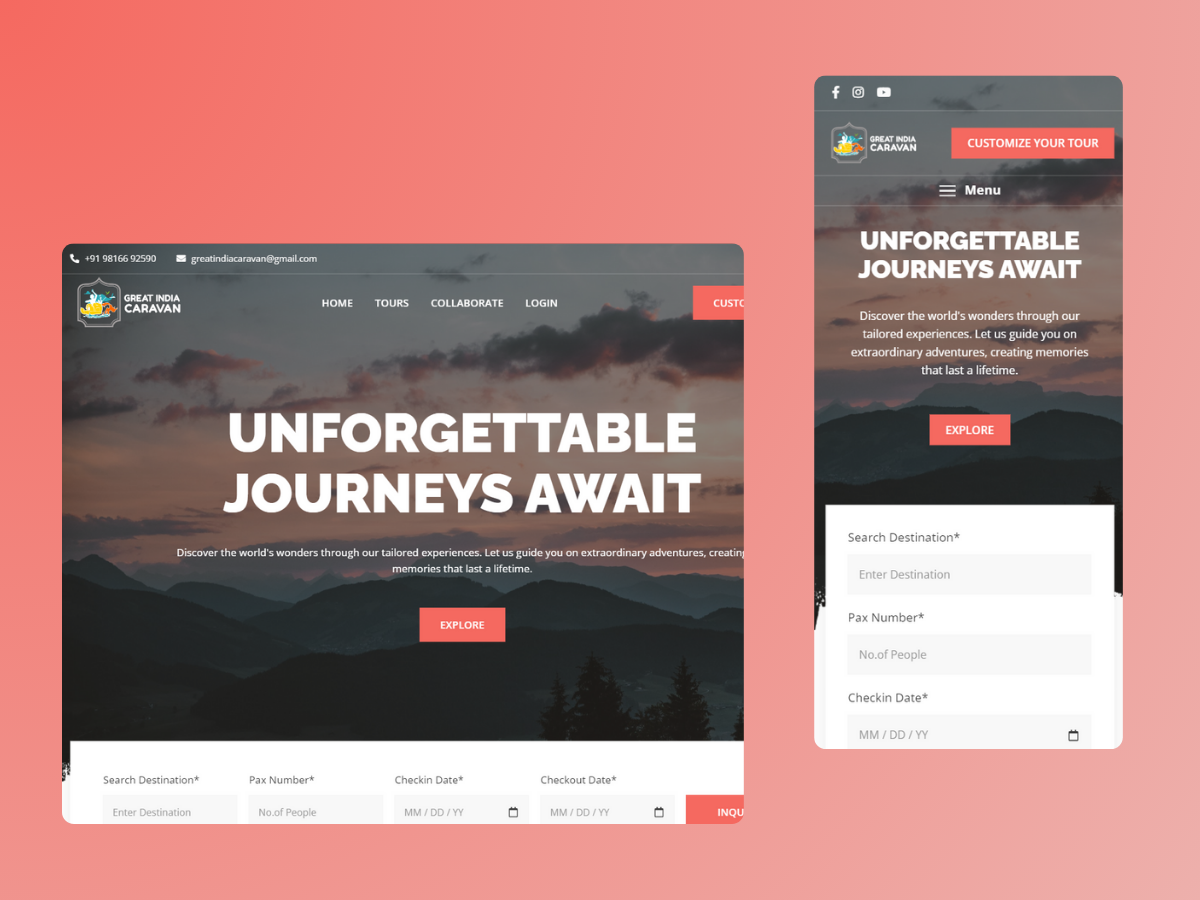 +91 98166 92590 greatindiacaravan@gmail.com
GREAT INDIA
CARAVAN
HOME TOURS COLLABORATE LOGIN
CUSTO
UNFORGETTABLE
JOURNEYS AWAIT
Discover the world's wonders through our tailored experiences. Let us guide you on extraordinary adventures, creating
memories that last a lifetime.
EXPLORE
Search Destination* Pax Number* Checkin Date* Checkout Date*
Enter Destination No.of People MM / DD / YY MM / DD / YY INQU
GREAT INDIA
CARAVAN
CUSTOMIZE YOUR TOUR
Menu
UNFORGETTABLE
JOURNEYS AWAIT
Discover the world's wonders through our
tailored experiences. Let us guide you on
extraordinary adventures, creating memories
that last a lifetime.
EXPLORE
Search Destination*
Enter Destination
Pax Number*
No.of People
Checkin Date*
MM / DD / YY